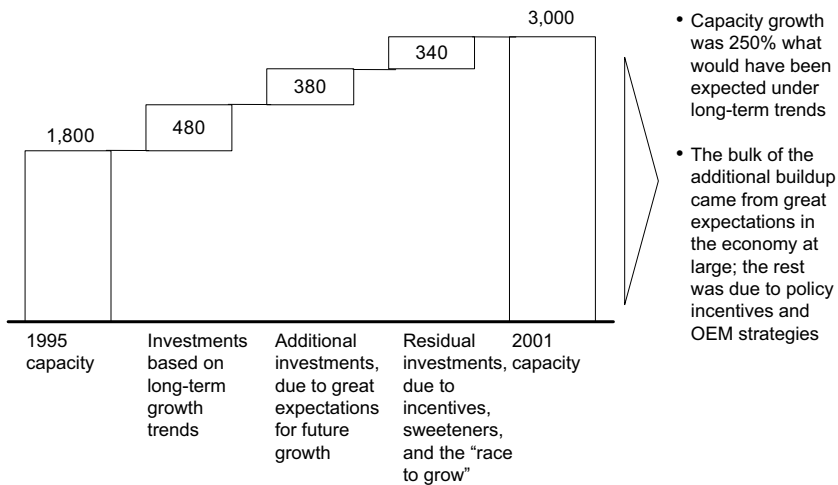 3,000
340
380
480
1,800
1995
capacity
Investments
based on
long-term
growth
trends
Additional
investments,
due to great
expectations
for future
growth
Residual
investments,
due to
incentives,
sweeteners,
and the “race
to grow”
2001
capacity
• Capacity growth
was 250% what
would have been
expected under
long-term trends
• The bulk of the
additional buildup
came from great
expectations in
the economy at
large; the rest
was due to policy
incentives and
OEM strategies